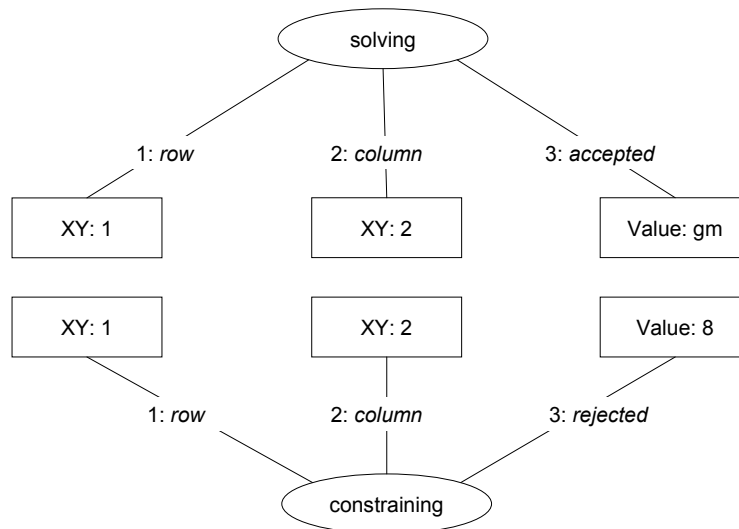 solving
1: row
2: column
3: accepted
XY: 1
XY: 2
Value: gm
XY: 1
XY: 2
Value: 8
1: row
2: column
3: rejected
constraining